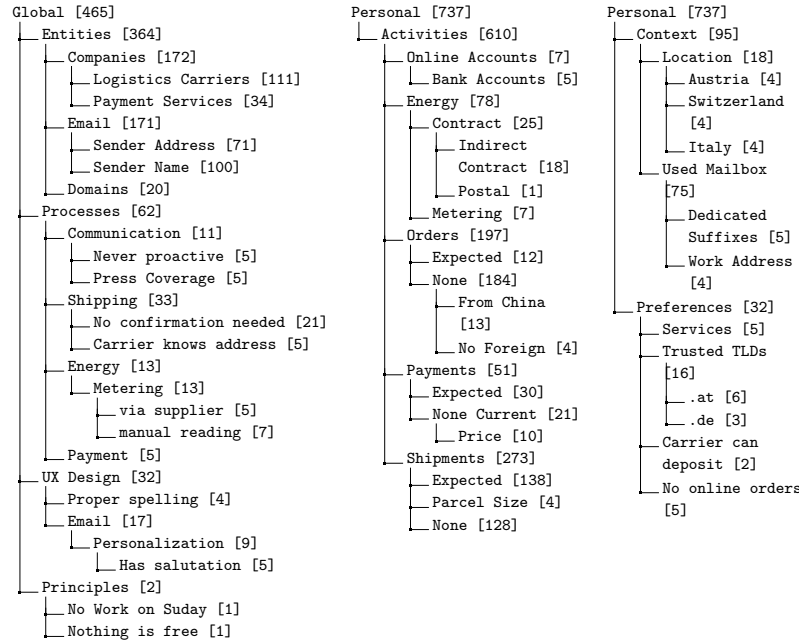 Global [465]
Entities [364]
Companies [172]
Logistics Carriers [111]
Payment Services [34]
Email [171]
Sender Address [71]
Sender Name [100]
Domains [20]
Processes [62]
Communication [11]
Never proactive [5]
Press Coverage [5]
Shipping [33]
No confirmation needed [21]
Carrier knows address [5]
Energy [13]
Metering [13]
via supplier [5]
manual reading [7]
Payment [5]
UX Design [32]
Proper spelling [4]
Email [17]
Personalization [9]
Has salutation [5]
Principles [2]
No Work on Suday [1]
Nothing is free [1]
Personal [737]
Activities [610]
Online Accounts [7]
Bank Accounts [5]
Energy [78]
Contract [25]
Indirect
Contract [18]
Postal [1]
Metering [7]
Orders [197]
Expected [12]
None [184]
From China
[13]
No Foreign [4]
Payments [51]
Expected [30]
None Current [21]
Price [10]
Shipments [273]
Expected [138]
Parcel Size [4]
None [128]
Personal [737]
Context [95]
Location [18]
Austria [4]
Switzerland
[4]
Italy [4]
Used Mailbox
[75]
Dedicated
Suffixes [5]
Work Address
[4]
Preferences [32]
Services [5]
Trusted TLDs
[16]
.at [6]
.de [3]
Carrier can
deposit [2]
No online orders
[5]